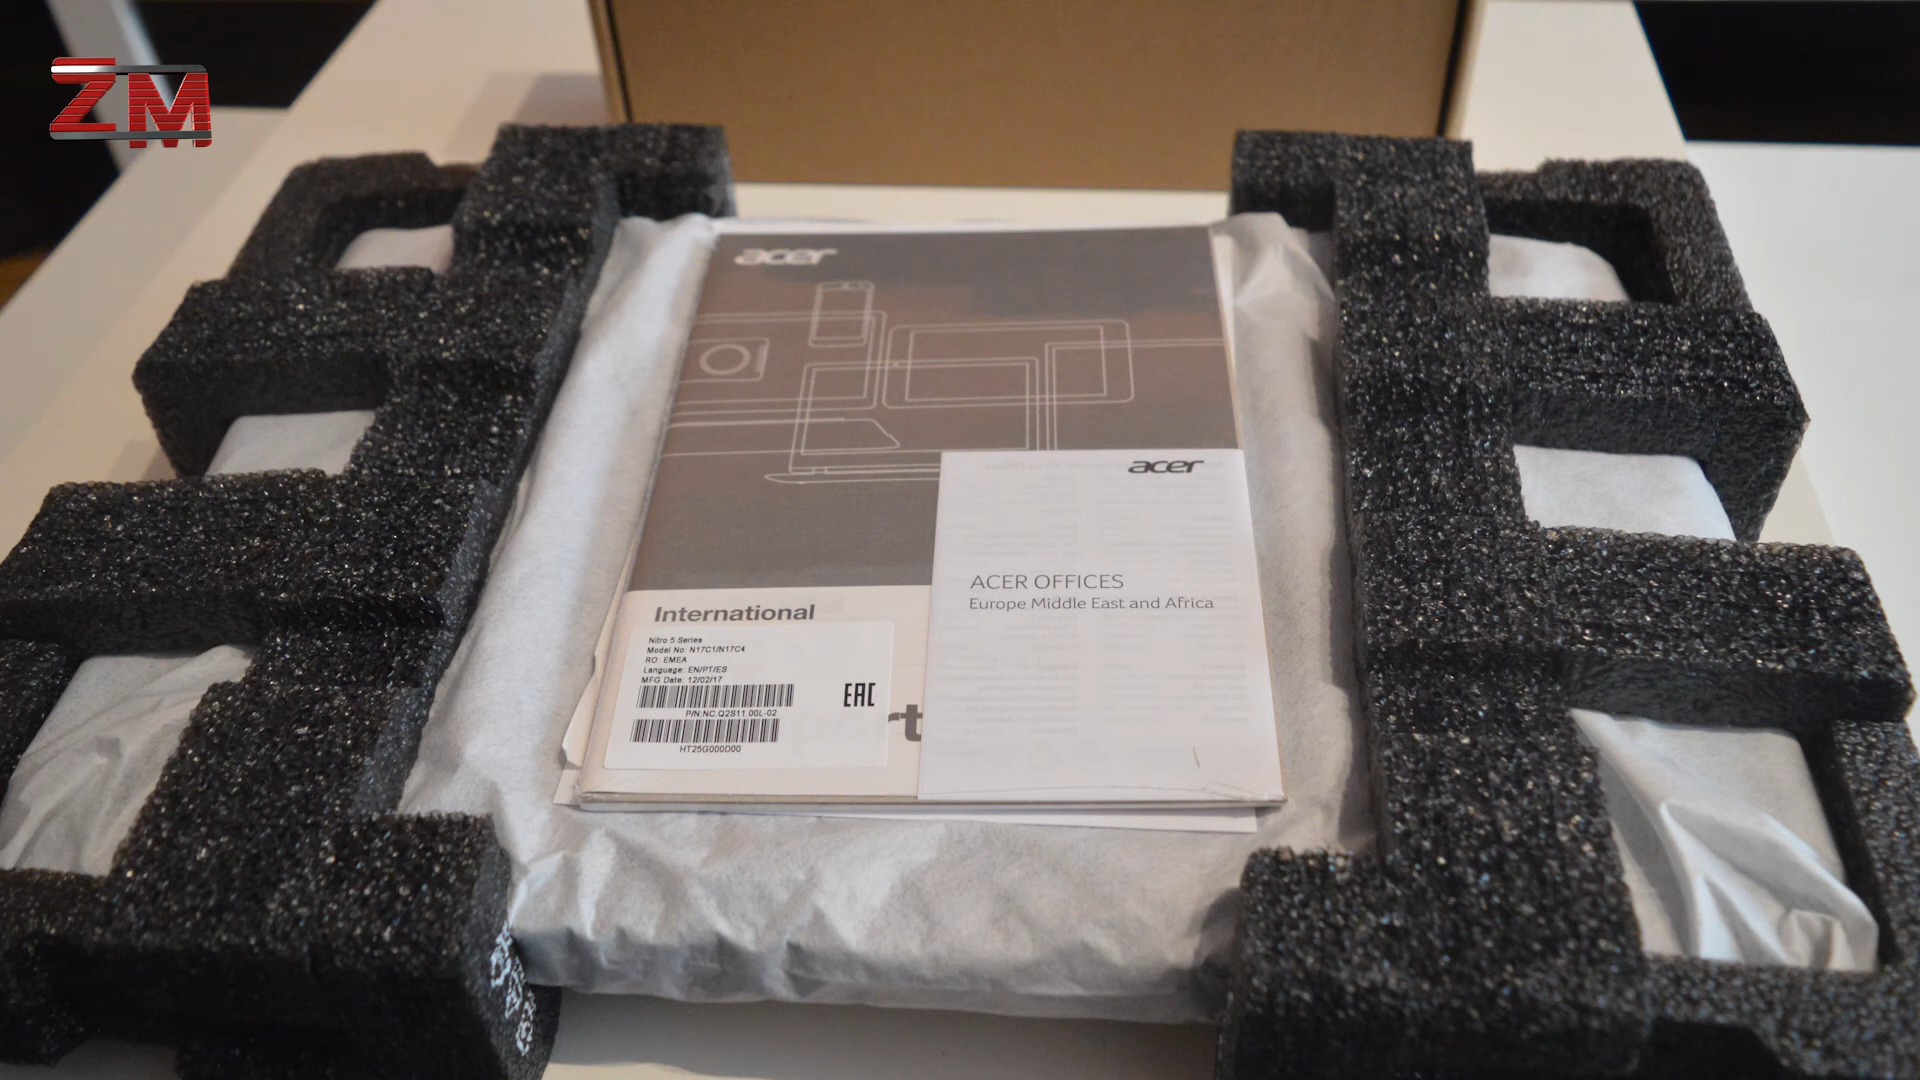 ZM
acer
acer
ACER OFFICES
Europe Middle East and Africa
International
Nitro 5 Series
Model No: N17C1/N17C4
RO: EMEA
Language: EN/PT/ES
MFG Date: 12/02/17
EAC
P/N:NC.Q2S11.00L-02
HT25G000D00
rt